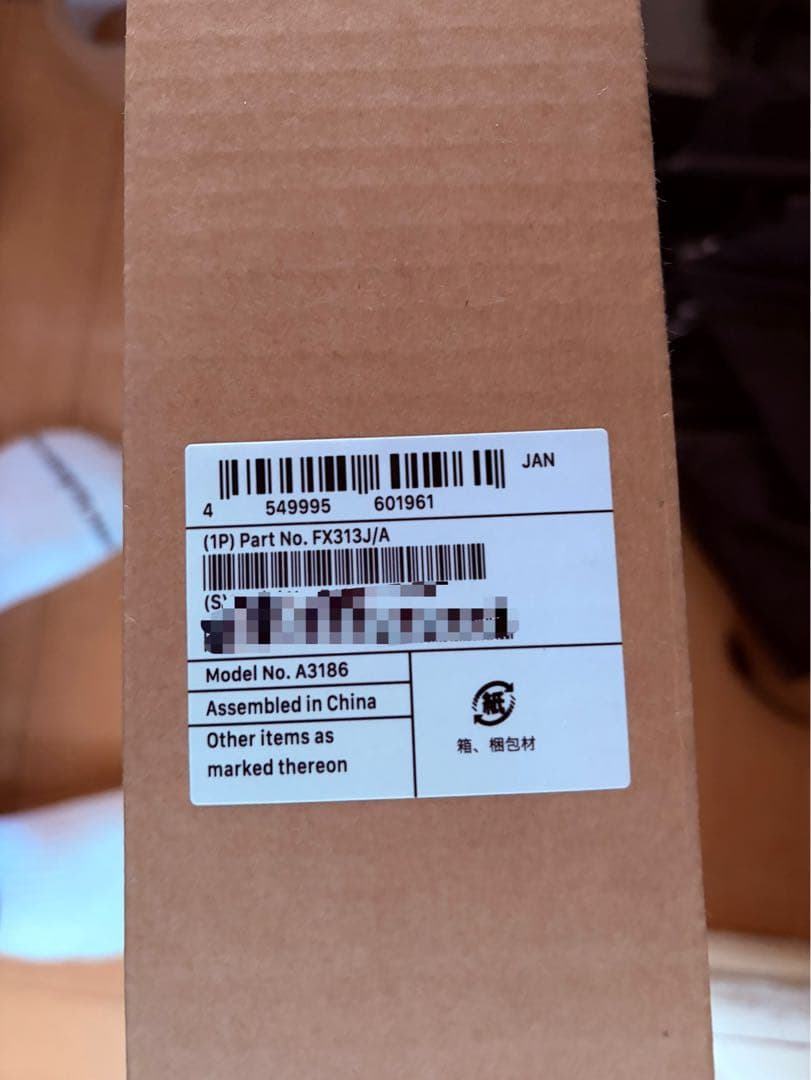 JAN
4 549995 601961
(1P) Part No. FX313J/A
(S)
Model No. A3186
Assembled in China
Other items as
marked thereon
紙
箱、梱包材